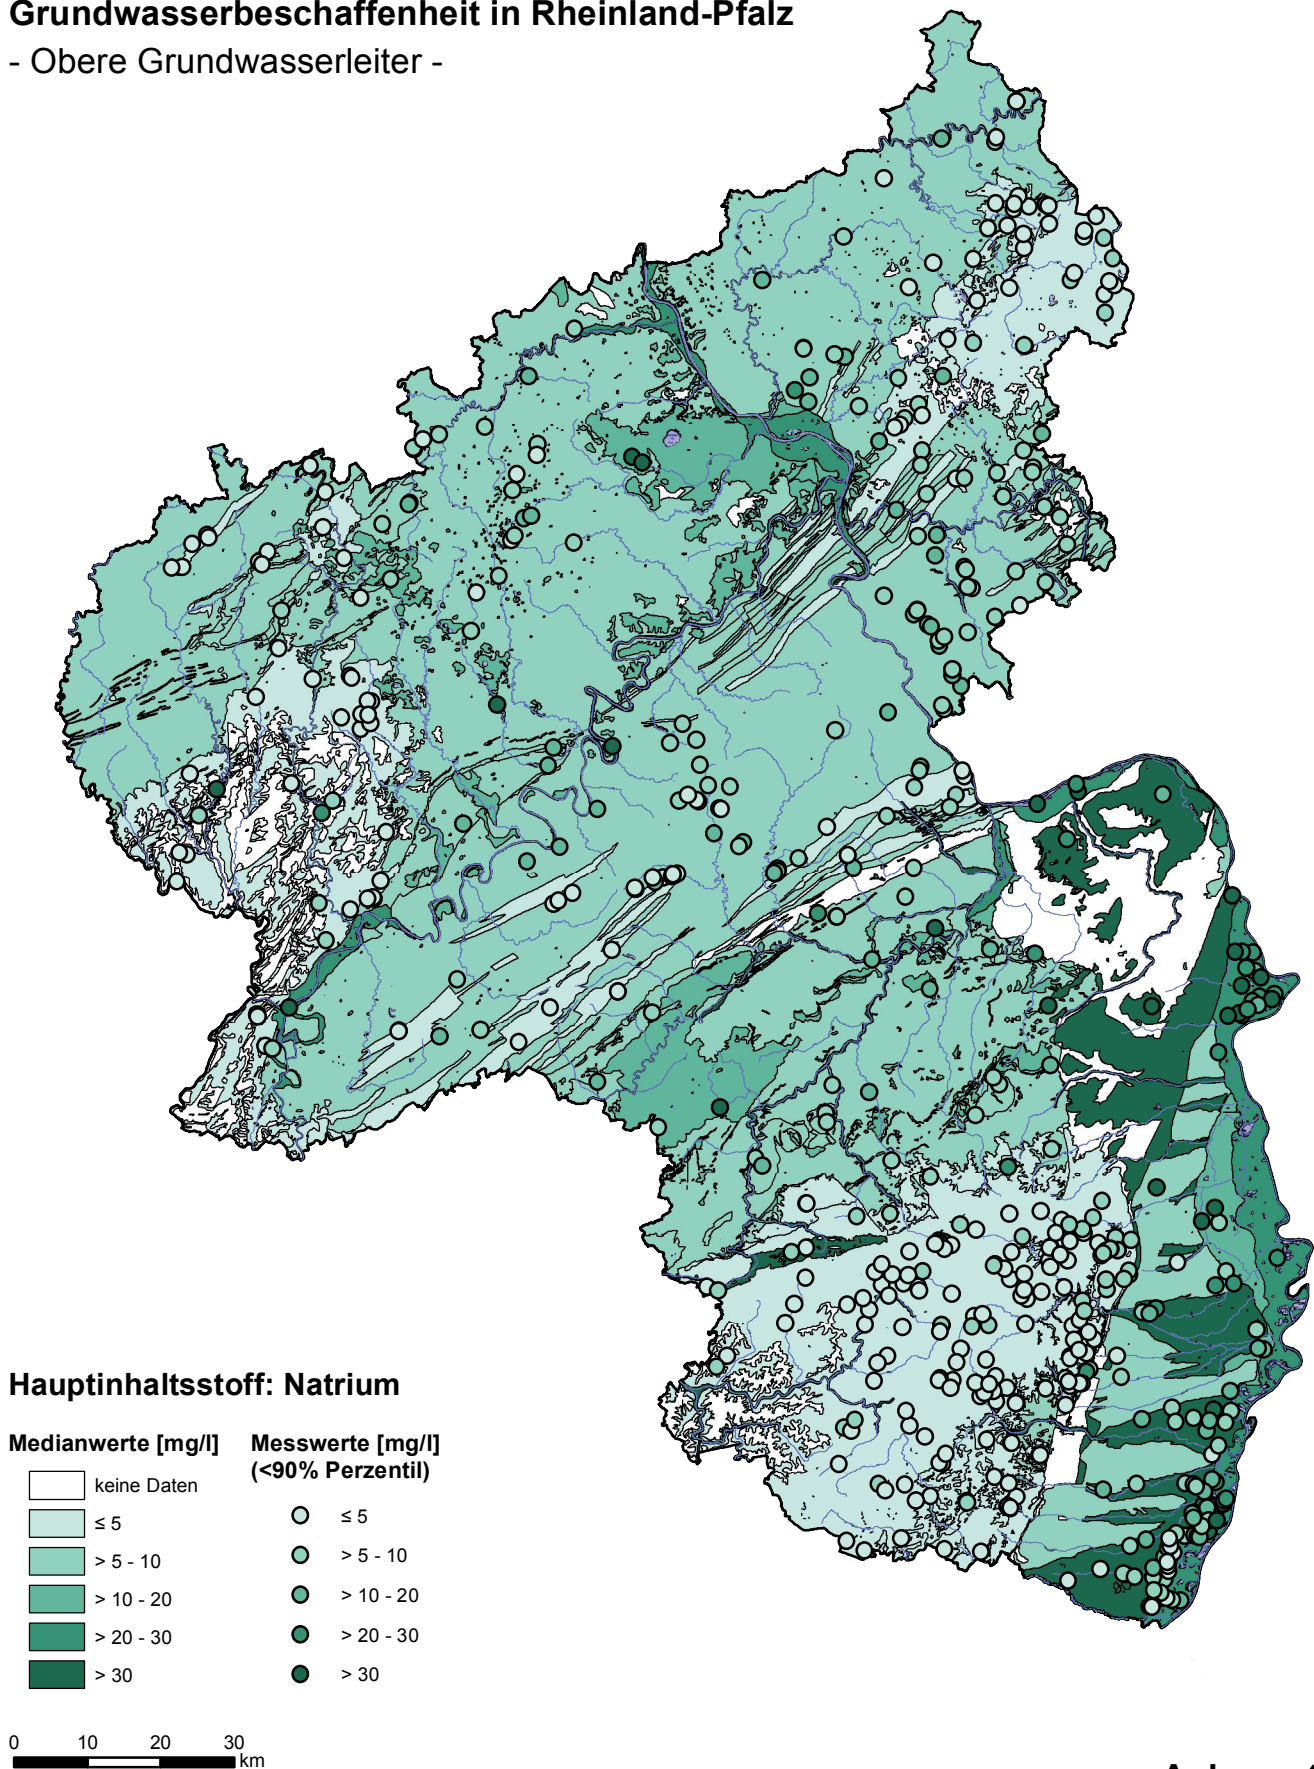 Grundwasserbeschaffenheit in Rheinland-Pfalz
- Obere Grundwasserleiter -
Hauptinhaltsstoff: Natrium
Medianwerte [mg/l]
keine Daten
≤ 5
> 5 - 10
> 10 - 20
> 20 - 30
> 30
Messwerte [mg/l]
(<90% Perzentil)
≤ 5
> 5 - 10
> 10 - 20
> 20 - 30
> 30
0 10 20 30
km